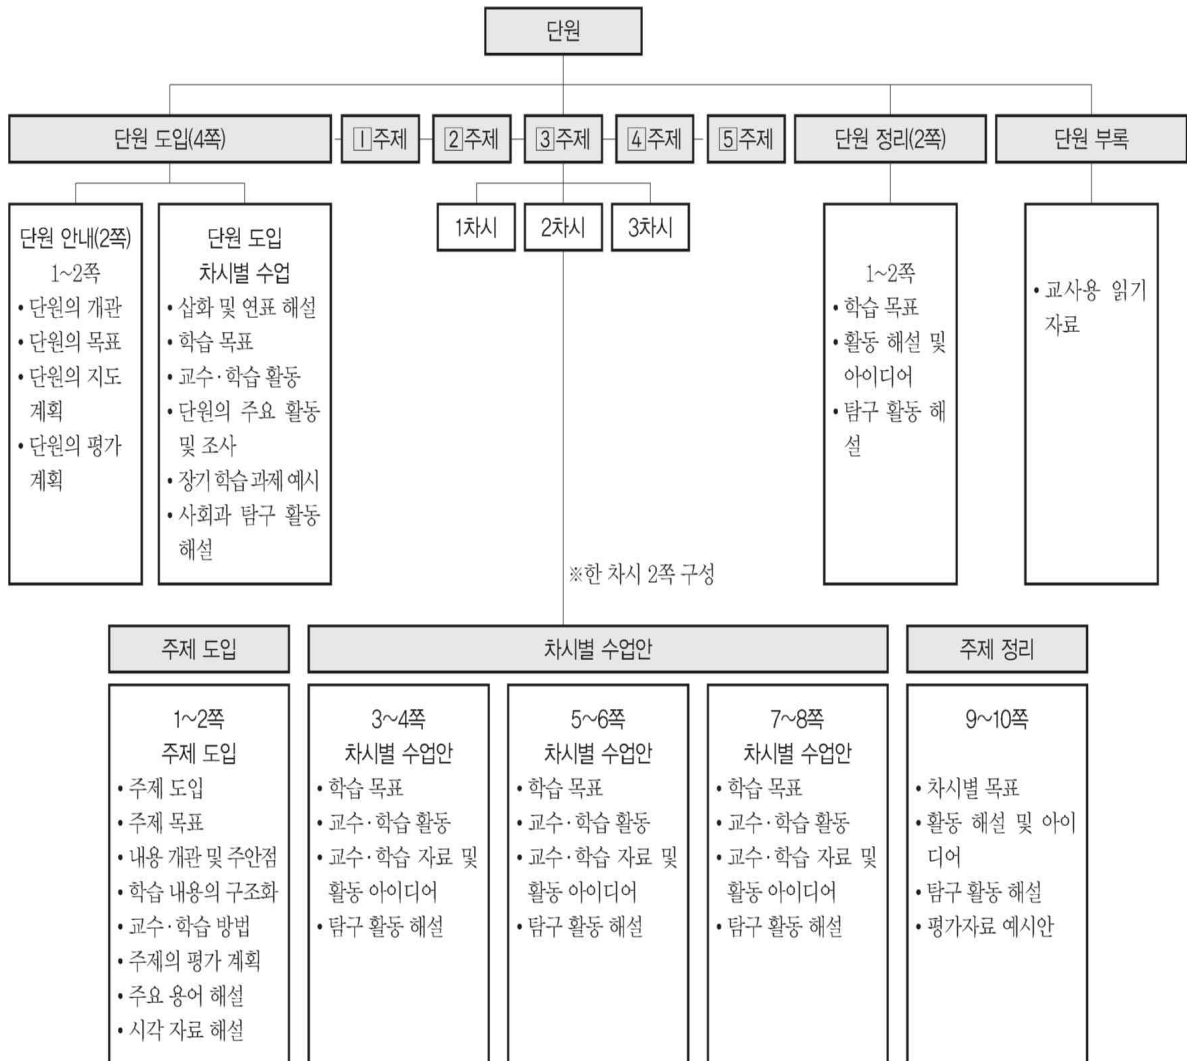 단원
단원 도입(4쪽)
1주제
2주제
3주제
4주제
5주제
단원 정리(2쪽)
단원 부록
단원 안내(2쪽)
1~2쪽
• 단원의 개관
• 단원의 목표
• 단원의 지도
계획
• 단원의 평가
계획
단원 도입
차시별 수업
• 삽화 및 연표 해설
• 학습 목표
• 교수·학습 활동
• 단원의 주요 활동
및 조사
• 장기 학습 과제 예시
• 사회과 탐구 활동
해설
1차시
2차시
3차시
1~2쪽
• 학습 목표
• 활동 해설 및
아이디어
• 탐구 활동 해
설
• 교사용 읽기
자료
※한 차시 2쪽 구성
주제 도입
차시별 수업안
주제 정리
1~2쪽
주제 도입
• 주제 도입
• 주제 목표
• 내용 개관 및 주안점
• 학습 내용의 구조화
• 교수·학습 방법
• 주제의 평가 계획
• 주요 용어 해설
• 시각 자료 해설
3~4쪽
차시별 수업안
• 학습 목표
• 교수·학습 활동
• 교수·학습 자료 및
활동 아이디어
• 탐구 활동 해설
5~6쪽
차시별 수업안
• 학습 목표
• 교수·학습 활동
• 교수·학습 자료 및
활동 아이디어
• 탐구 활동 해설
7~8쪽
차시별 수업안
• 학습 목표
• 교수·학습 활동
• 교수·학습 자료 및
활동 아이디어
• 탐구 활동 해설
9~10쪽
• 차시별 목표
• 활동 해설 및 아이
디어
• 탐구 활동 해설
• 평가자료 예시안